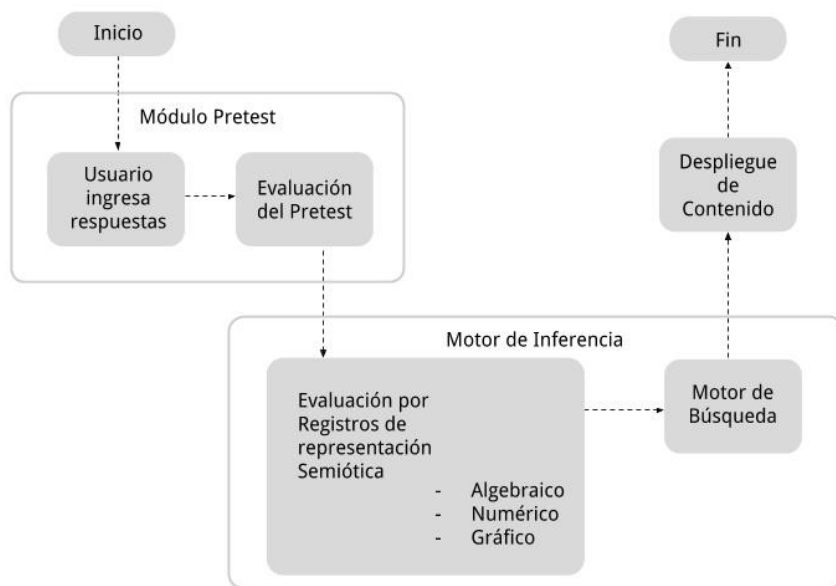 Inicio
Fin
Módulo Pretest
Usuario
ingresa
respuestas
Evaluación
del Pretest
Despliegue
de
Contenido
Motor de Inferencia
Evaluación por
Registros de
representación
Semiótica
- Algebraico
- Numérico
- Gráfico
Motor de
Búsqueda